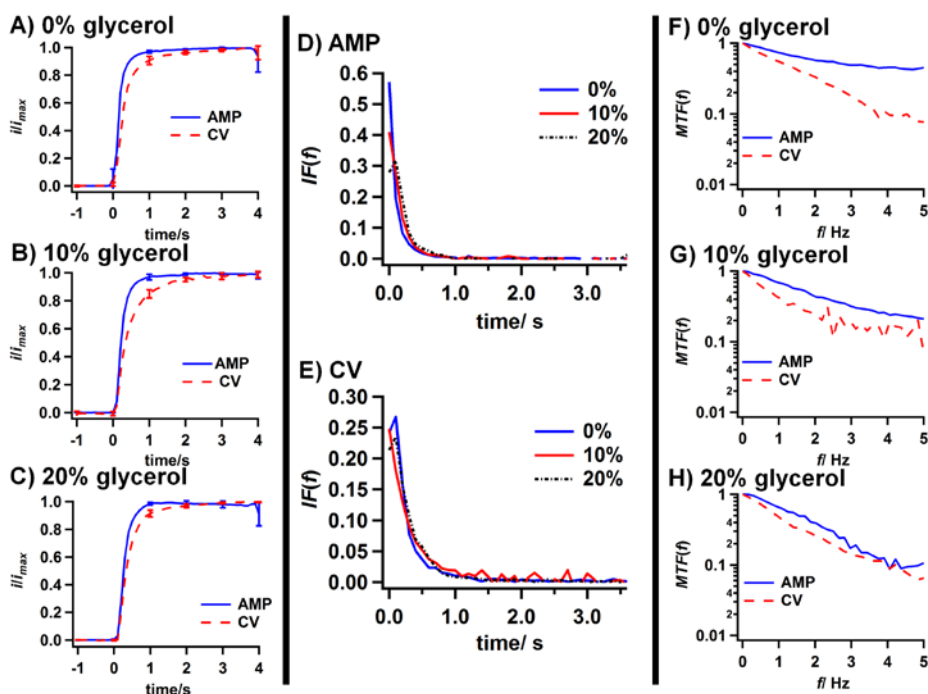 A) 0% glycerol
1.0
0.8
0.6
0.4
0.2
0.0
i/imax
AMP
CV
-1 0 1 2 3 4
time/s
B) 10% glycerol
1.0
0.8
0.6
0.4
0.2
0.0
i/imax
AMP
CV
-1 0 1 2 3 4
time/s
C) 20% glycerol
1.0
0.8
0.6
0.4
0.2
0.0
i/imax
AMP
CV
-1 0 1 2 3 4
time/s
D) AMP
0.6
0.5
0.4
0.3
0.2
0.1
0.0
IF(f)
0%
10%
20%
0.0 1.0 2.0 3.0
time/ s
E) CV
0.25
0.20
0.15
0.10
0.05
0.00
IF(f)
0%
10%
20%
0.0 1.0 2.0 3.0
time/ s
F) 0% glycerol
1
4
2
0.1
4
2
0.01
MTF(f)
AMP
CV
0 1 2 3 4 5
f/ Hz
G) 10% glycerol
1
4
2
0.1
4
2
0.01
MTF(f)
AMP
CV
0 1 2 3 4 5
f/ Hz
H) 20% glycerol
1
4
2
0.1
4
2
0.01
MTF(f)
AMP
CV
0 1 2 3 4 5
f/ Hz